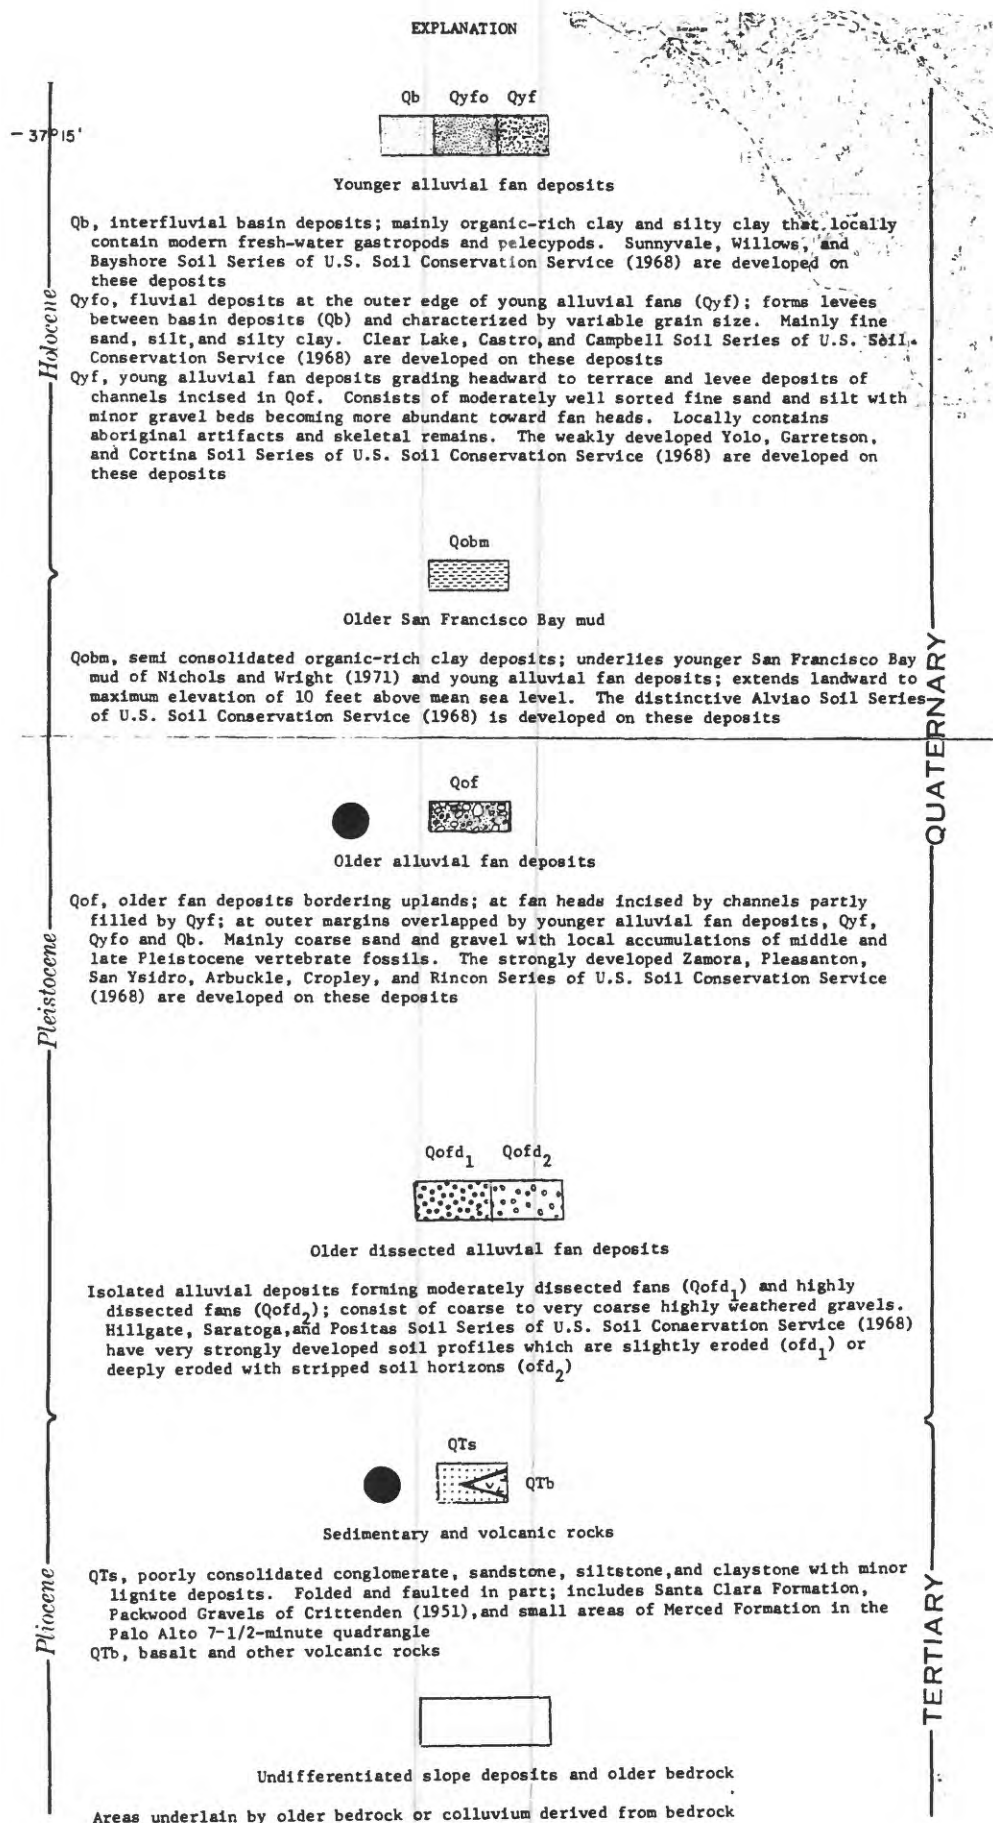 EXPLANATION
Qb Qyfo Qyf
- 37°15'
Younger alluvial fan deposits
Qb, interfluvial basin deposits; mainly organic-rich clay and silty clay that locally
contain modern fresh-water gastropods and pelecypods. Sunnyvale, Willows, and
Bayshore Soil Series of U.S. Soil Conservation Service (1968) are developed on
these deposits
Qyfo, fluvial deposits at the outer edge of young alluvial fans (Qyf); forms levees
between basin deposits (Qb) and characterized by variable grain size. Mainly fine
sand, silt,and silty clay. Clear Lake, Castro,and Campbell Soil Series of U.S. Soil
Conservation Service (1968) are developed on these deposits
Qyf, young alluvial fan deposits grading headward to terrace and levee deposits of
channels incised in Qof. Consists of moderately well sorted fine sand and silt with
minor gravel beds becoming more abundant toward fan heads. Locally contains
aboriginal artifacts and skeletal remains. The weakly developed Yolo, Garretson,
and Cortina Soil Series of U.S. Soil Conservation Service (1968) are developed on
these deposits
Holocene
Qobm
Older San Francisco Bay mud
Qobm, semi consolidated organic-rich clay deposits; underlies younger San Francisco Bay
mud of Nichols and Wright (1971) and young alluvial fan deposits; extends landward to
maximum elevation of 10 feet above mean sea level. The distinctive Alviao Soil Series
of U.S. Soil Conservation Service (1968) is developed on these deposits
QUATERNARY
Qof
Older alluvial fan deposits
Qof, older fan deposits bordering uplands; at fan heads incised by channels partly
filled by Qyf; at outer margins overlapped by younger alluvial fan deposits, Qyf,
Qyfo and Qb. Mainly coarse sand and gravel with local accumulations of middle and
late Pleistocene vertebrate fossils. The strongly developed Zamora, Pleasanton,
San Ysidro, Arbuckle, Cropley, and Rincon Series of U.S. Soil Conservation Service
(1968) are developed on these deposits
Pleistocene
Qofd1 Qofd2
Older dissected alluvial fan deposits
Isolated alluvial deposits forming moderately dissected fans (Qofd1) and highly
dissected fans (Qofd2); consist of coarse to very coarse highly weathered gravels.
Hillgate, Saratoga,and Positas Soil Series of U.S. Soil Conservation Service (1968)
have very strongly developed soil profiles which are slightly eroded (ofd1) or
deeply eroded with stripped soil horizons (ofd2)
QTs
QTb
Sedimentary and volcanic rocks
QTs, poorly consolidated conglomerate, sandstone, siltstone,and claystone with minor
lignite deposits. Folded and faulted in part; includes Santa Clara Formation,
Packwood Gravels of Crittenden (1951),and small areas of Merced Formation in the
Palo Alto 7-1/2-minute quadrangle
QTb, basalt and other volcanic rocks
Pliocene
TERTIARY
Undifferentiated slope deposits and older bedrock
Areas underlain by older bedrock or colluvium derived from bedrock